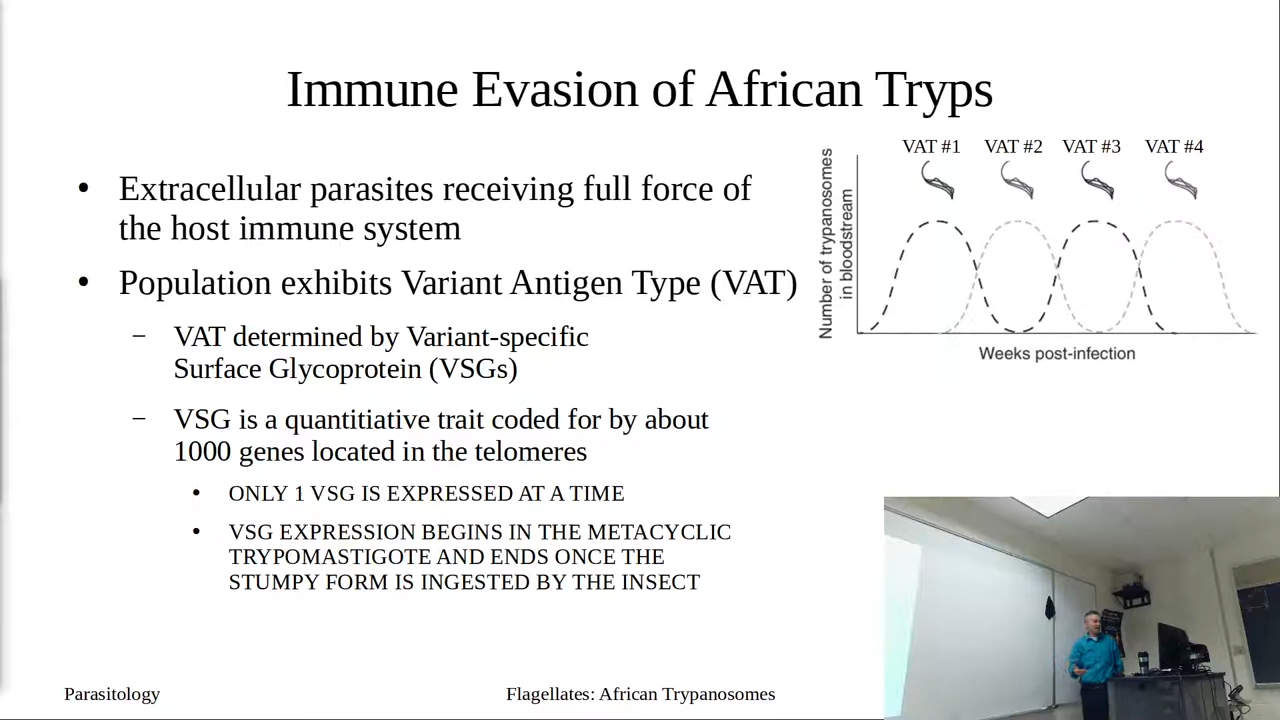 Immune Evasion of African Tryps
• Extracellular parasites receiving full force of
the host immune system
• Population exhibits Variant Antigen Type (VAT)
– VAT determined by Variant-specific
Surface Glycoprotein (VSGs)
– VSG is a quantitiative trait coded for by about
1000 genes located in the telomeres
• ONLY 1 VSG IS EXPRESSED AT A TIME
• VSG EXPRESSION BEGINS IN THE METACYCLIC
TRYPOMASTIGOTE AND ENDS ONCE THE
STUMPY FORM IS INGESTED BY THE INSECT
VAT #1 VAT #2 VAT #3 VAT #4
Number of trypanosomes
in bloodstream
Weeks post-infection
Parasitology
Flagellates: African Trypanosomes